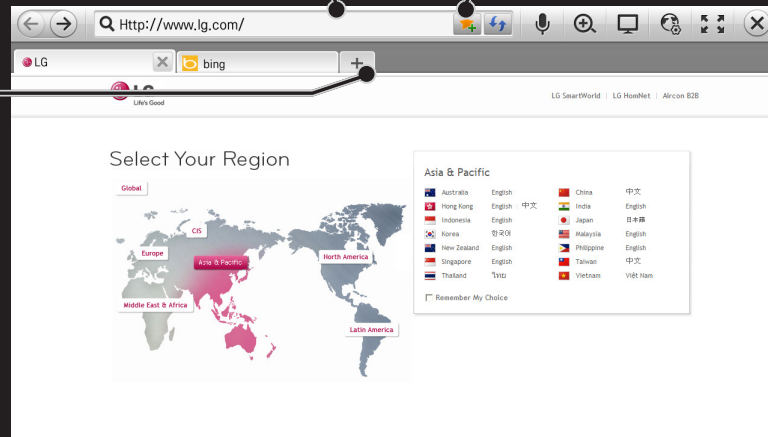 Http://www.lg.com/
LG
bing
LG
Life's Good
LG SmartWorld | LG HomNet | Aircon B2B
Select Your Region
Global
CIS
Europe
Asia & Pacific
North America
Middle East & Africa
Latin America
Asia & Pacific
Australia English China 中文
Hong Kong English 中文 India English
Indonesia English Japan 日本語
Korea 한국어 Malaysia English
New Zealand English Philippine English
Singapore English Taiwan 中文
Thailand ไทย Vietnam Việt Nam
Remember My Choice